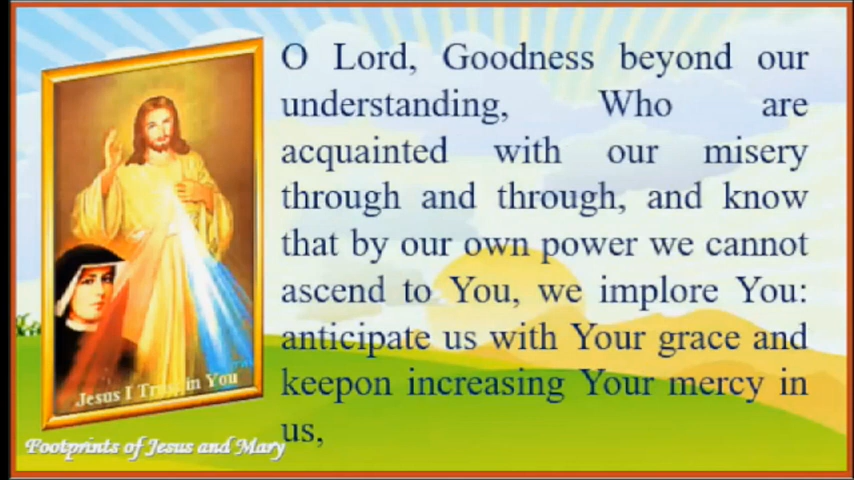 O Lord, Goodness beyond our
understanding, Who are
acquainted with our misery
through and through, and know
that by our own power we cannot
ascend to You, we implore You:
anticipate us with Your grace and
keepon increasing Your mercy in
us,
Jesus I Trust in You
Footprints of Jesus and Mary